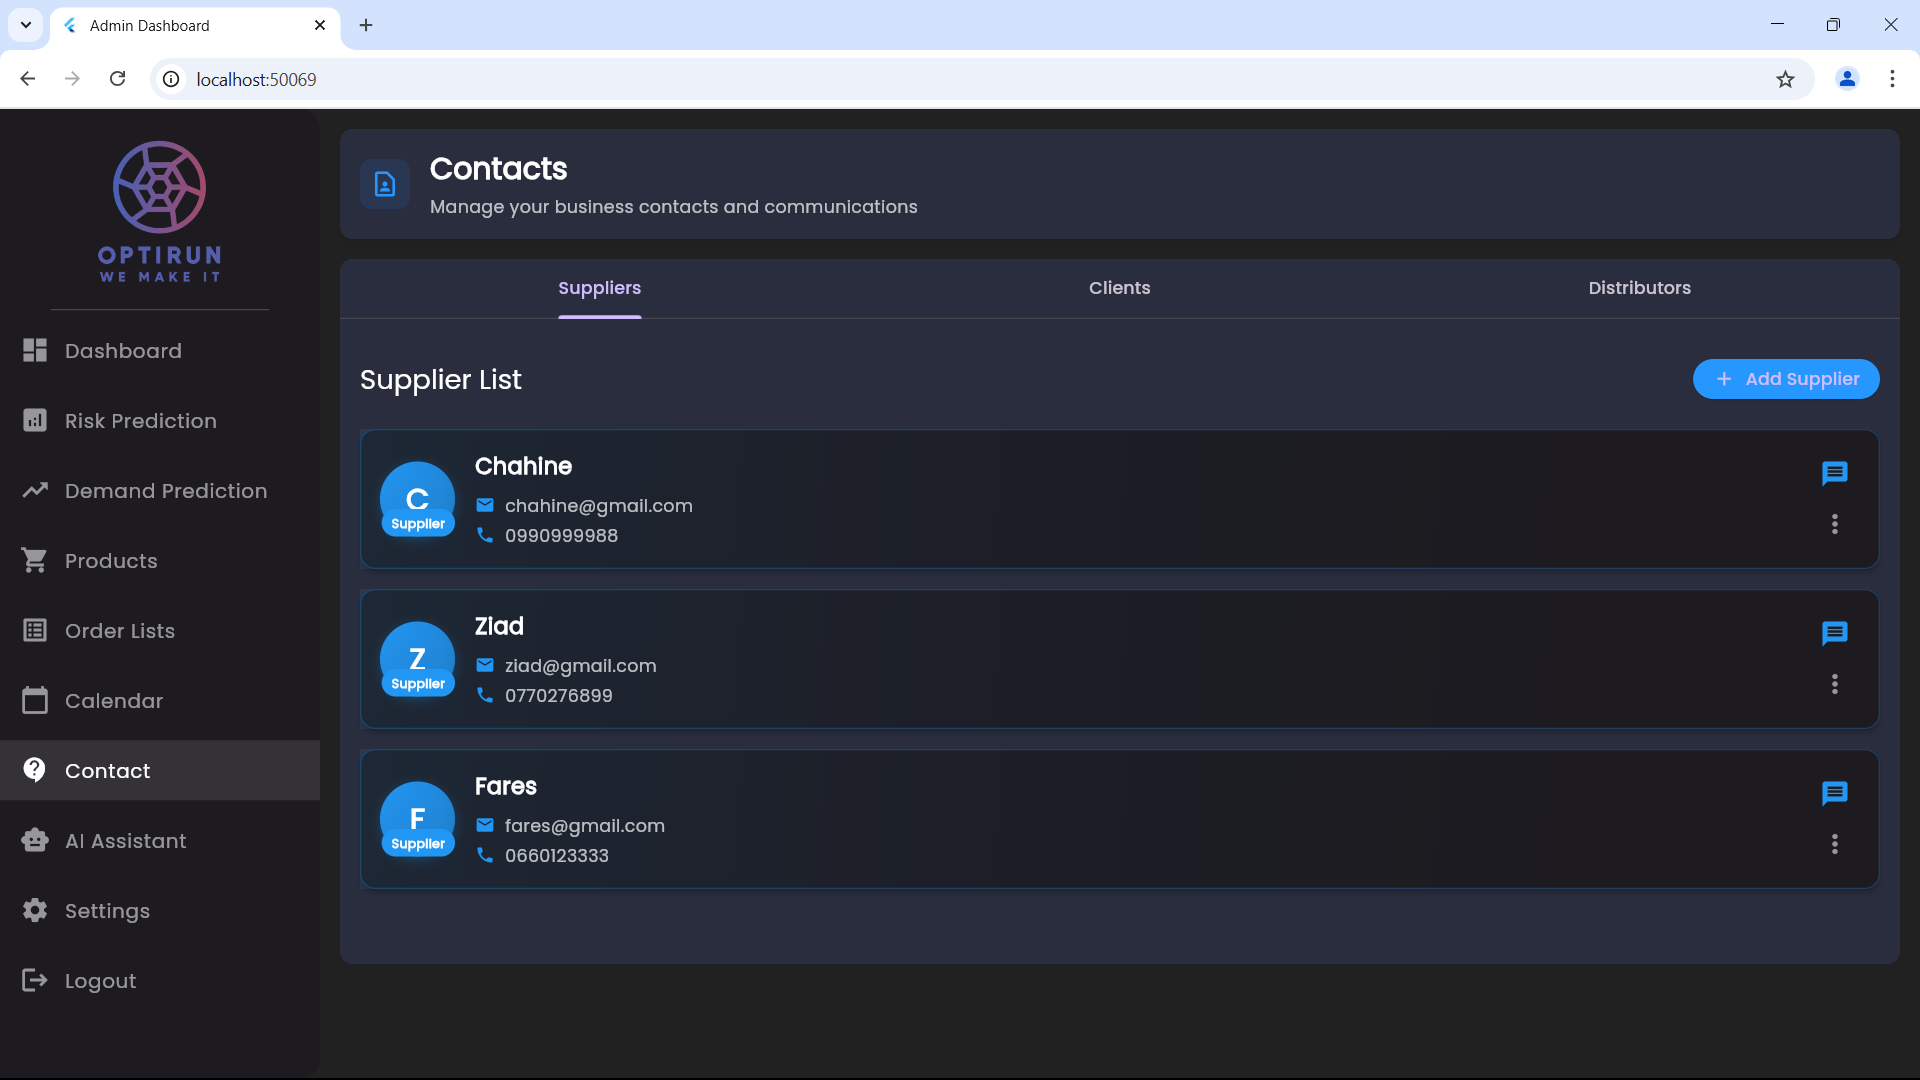 Admin Dashboard
localhost:50069
OPTIRUN
WE MAKE IT
Dashboard
Risk Prediction
Demand Prediction
Products
Order Lists
Calendar
Contact
AI Assistant
Settings
Logout
Contacts
Manage your business contacts and communications
Suppliers
Clients
Distributors
Supplier List
+ Add Supplier
C
Supplier
Chahine
chahine@gmail.com
0990999988
Z
Supplier
Ziad
ziad@gmail.com
0770276899
F
Supplier
Fares
fares@gmail.com
0660123333